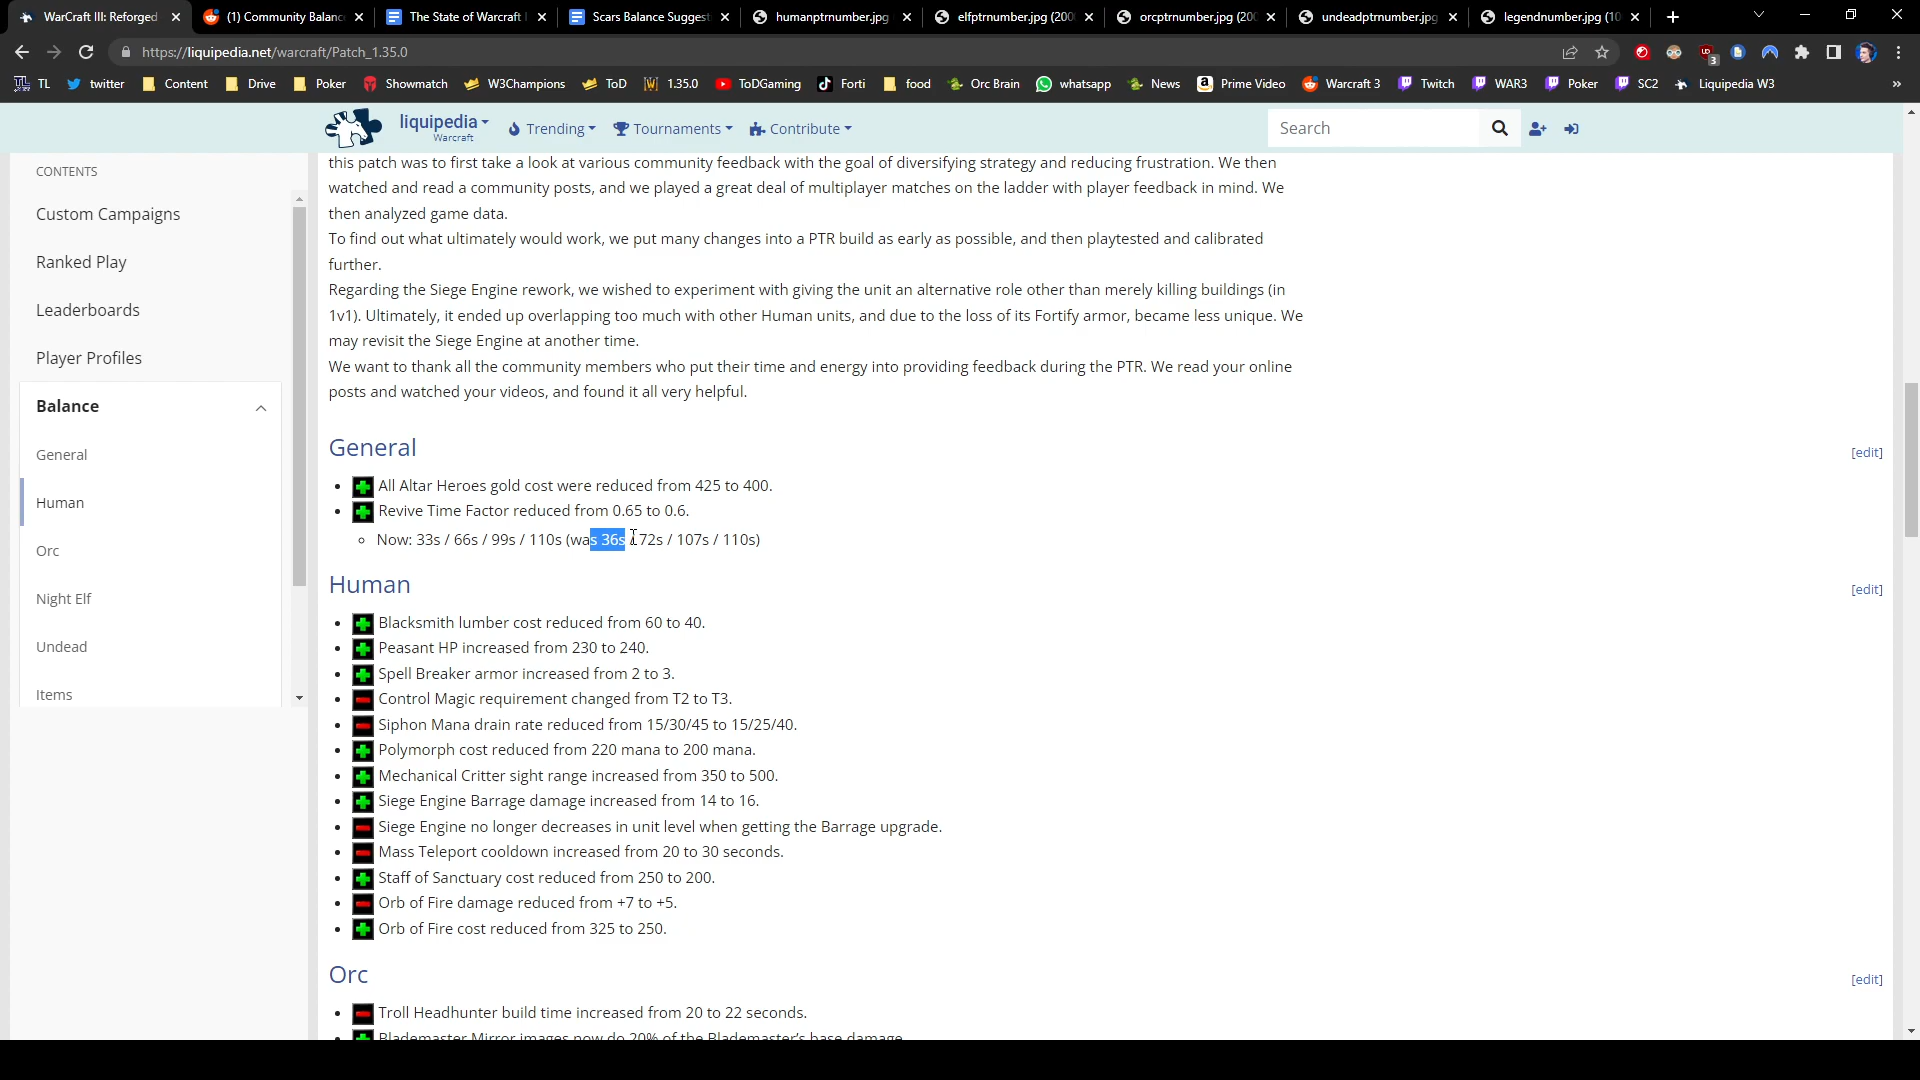 WarCraft III: Reforged
(1) Community Balanc
The State of Warcraft
Scars Balance Suggest
humanptrnumber.jpg
elfptrnumber.jpg (200
orcptrnumber.jpg (200
undeadptrnumber.jp
legendnumber.jpg (10
https://liquipedia.net/warcraft/Patch_1.35.0
3
TL twitter Content Drive Poker Showmatch W3Champions ToD 1.35.0 ToDGaming Forti food Orc Brain whatsapp News Prime Video Warcraft 3 Twitch WAR3 Poker SC2 Liquipedia W3 »
liquipedia
Warcraft
Trending Tournaments Contribute Search
CONTENTS
Custom Campaigns
Ranked Play
Leaderboards
Player Profiles
Balance
General
Human
Orc
Night Elf
Undead
Items
this patch was to first take a look at various community feedback with the goal of diversifying strategy and reducing frustration. We then
watched and read a community posts, and we played a great deal of multiplayer matches on the ladder with player feedback in mind. We
then analyzed game data.
To find out what ultimately would work, we put many changes into a PTR build as early as possible, and then playtested and calibrated
further.
Regarding the Siege Engine rework, we wished to experiment with giving the unit an alternative role other than merely killing buildings (in
1v1). Ultimately, it ended up overlapping too much with other Human units, and due to the loss of its Fortify armor, became less unique. We
may revisit the Siege Engine at another time.
We want to thank all the community members who put their time and energy into providing feedback during the PTR. We read your online
posts and watched your videos, and found it all very helpful.
General [edit]
All Altar Heroes gold cost were reduced from 425 to 400.
Revive Time Factor reduced from 0.65 to 0.6.
Now: 33s / 66s / 99s / 110s (was 36s / 72s / 107s / 110s)
Human [edit]
Blacksmith lumber cost reduced from 60 to 40.
Peasant HP increased from 230 to 240.
Spell Breaker armor increased from 2 to 3.
Control Magic requirement changed from T2 to T3.
Siphon Mana drain rate reduced from 15/30/45 to 15/25/40.
Polymorph cost reduced from 220 mana to 200 mana.
Mechanical Critter sight range increased from 350 to 500.
Siege Engine Barrage damage increased from 14 to 16.
Siege Engine no longer decreases in unit level when getting the Barrage upgrade.
Mass Teleport cooldown increased from 20 to 30 seconds.
Staff of Sanctuary cost reduced from 250 to 200.
Orb of Fire damage reduced from +7 to +5.
Orb of Fire cost reduced from 325 to 250.
Orc [edit]
Troll Headhunter build time increased from 20 to 22 seconds.
Blademaster Mirror images now do 20% of the Blademaster's base damage.